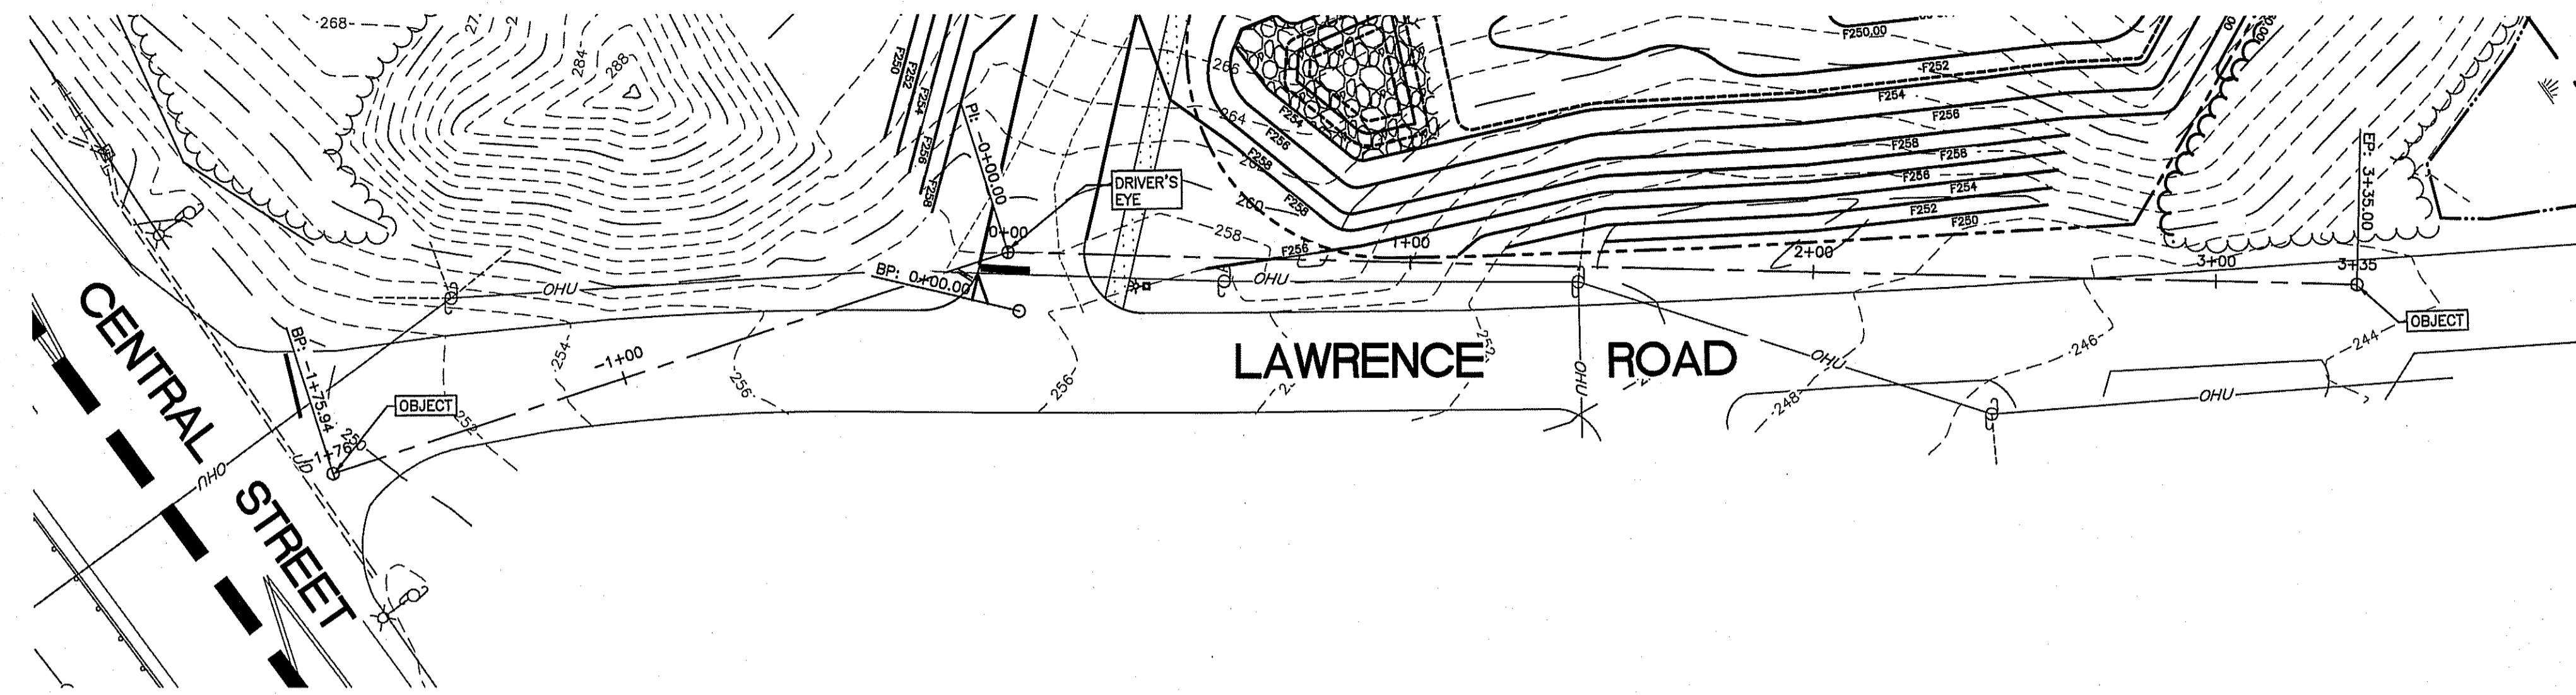 -268-
284
288
F250
F252
F254
F256
F258
PI: -0+00.00
DRIVER'S
EYE
0+00
BP: 0+00.00
266
264
260
258
F254
F256
F258
F258
F256
1+00
F250.00
F252
F254
F256
F258
F258
F256
F254
F252
F250
2+00
3+00
EP: 3+35.00
3+35
OBJECT
OHU
OHU
OHU
OHU
OHU
OHU
LAWRENCE ROAD
254
-1+00
256
256
252
248
246
244
BP: -1+75.94
OBJECT
252
250
1+76
UD
CENTRAL
STREET